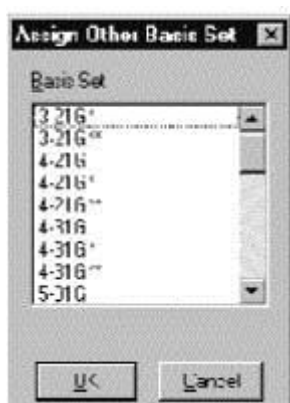 Assign Other Basis Set
Basis Set
3-21G*
3-21G**
4-21G
4-21G*
4-21G**
4-31G
4-31G*
4-31G**
5-31G
OK
Cancel